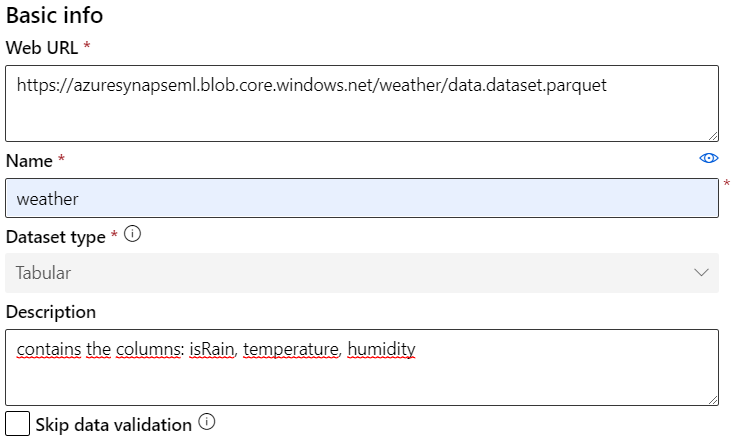 Basic info
Web URL *
https://azuresynapseml.blob.core.windows.net/weather/data.dataset.parquet
Name *
weather
*
Dataset type *
Tabular
Description
contains the columns: isRain, temperature, humidity
Skip data validation